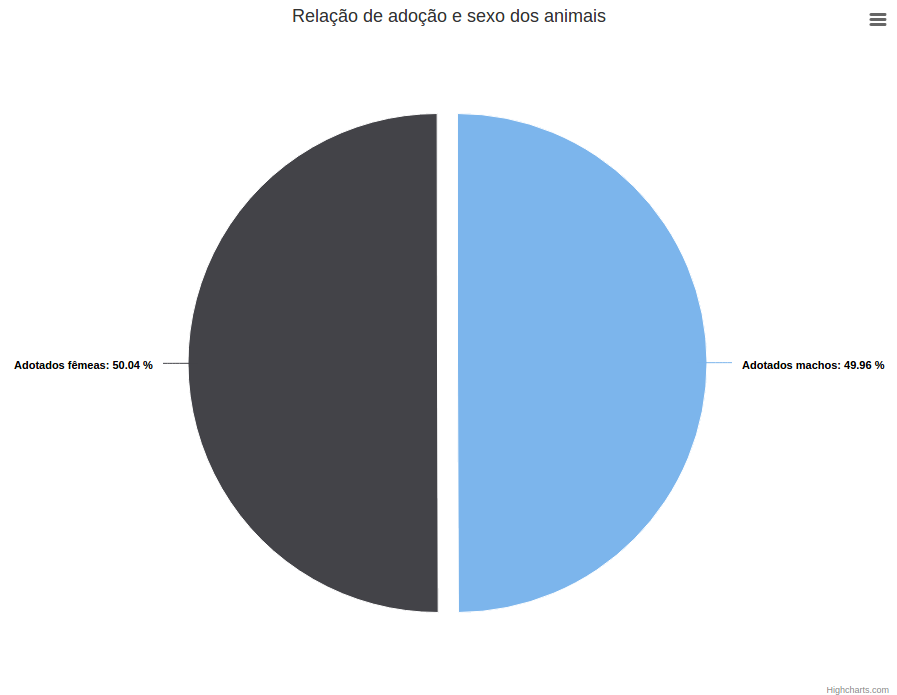 Relação de adoção e sexo dos animais
Adotados fêmeas: 50.04 %
Adotados machos: 49.96 %
Highcharts.com